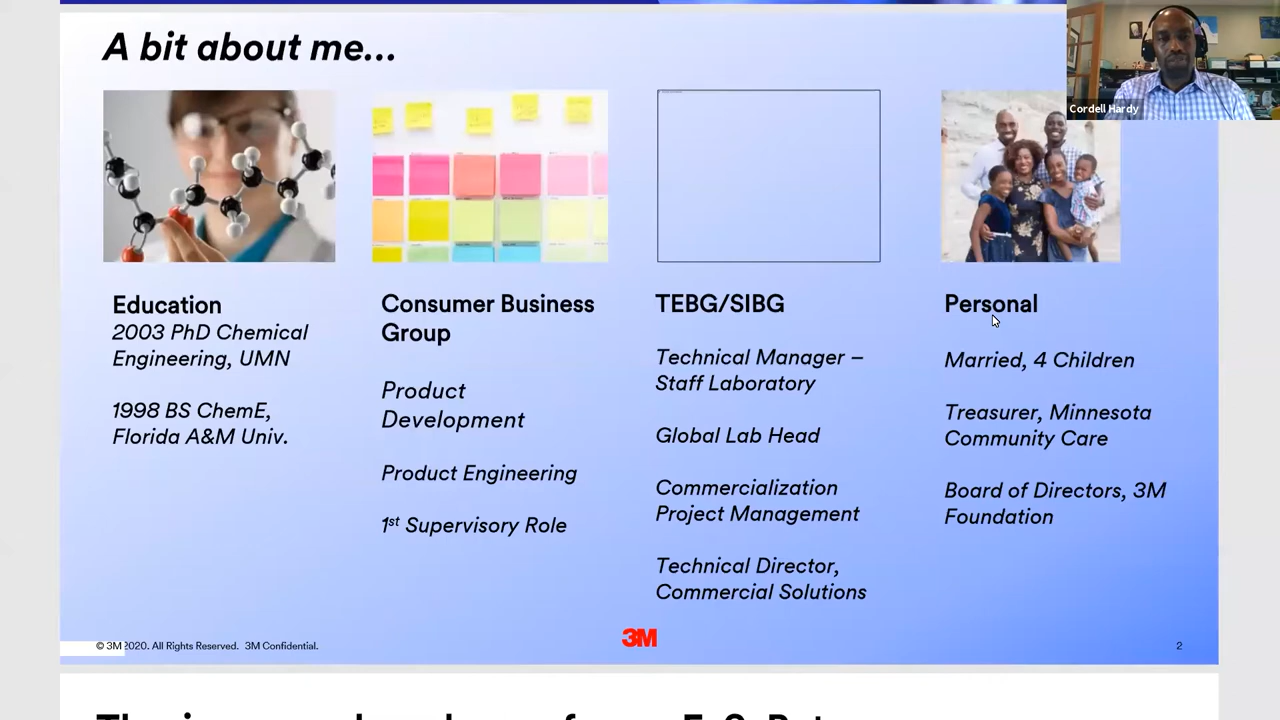 A bit about me...
Cordell Hardy
Education
2003 PhD Chemical
Engineering, UMN
1998 BS ChemE,
Florida A&M Univ.
Consumer Business
Group
Product
Development
Product Engineering
1st Supervisory Role
TEBG/SIBG
Technical Manager –
Staff Laboratory
Global Lab Head
Commercialization
Project Management
Technical Director,
Commercial Solutions
Personal
Married, 4 Children
Treasurer, Minnesota
Community Care
Board of Directors, 3M
Foundation
© 3M 2020. All Rights Reserved. 3M Confidential.
3M
2